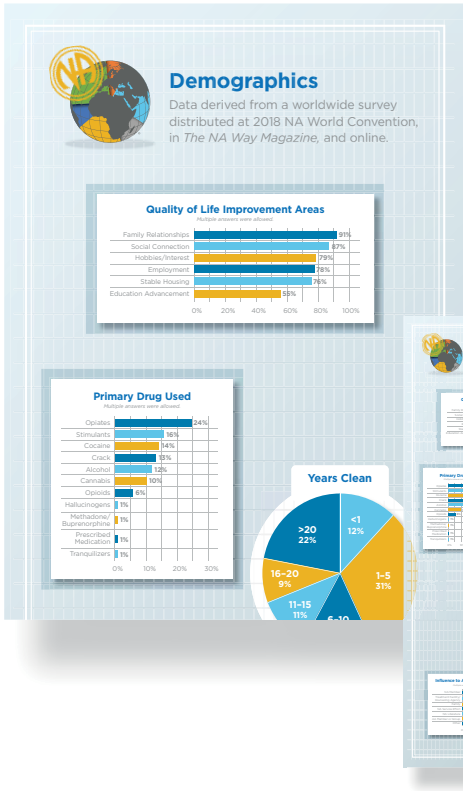 NA
Demographics
Data derived from a worldwide survey
distributed at 2018 NA World Convention,
in The NA Way Magazine, and online.
Quality of Life Improvement Areas
Multiple answers were allowed.
Family Relationships 91%
Social Connection 87%
Hobbies/Interest 79%
Employment 78%
Stable Housing 76%
Education Advancement 55%
0% 20% 40% 60% 80% 100%
Primary Drug Used
Multiple answers were allowed.
Opiates 24%
Stimulants 16%
Cocaine 14%
Crack 13%
Alcohol 12%
Cannabis 10%
Opioids 6%
Hallucinogens 1%
Methadone/
Buprenorphine 1%
Prescribed
Medication 1%
Tranquilizers 1%
0% 10% 20% 30%
Years Clean
<1
12%
1–5
31%
6–10
11–15
11%
16–20
9%
>20
22%